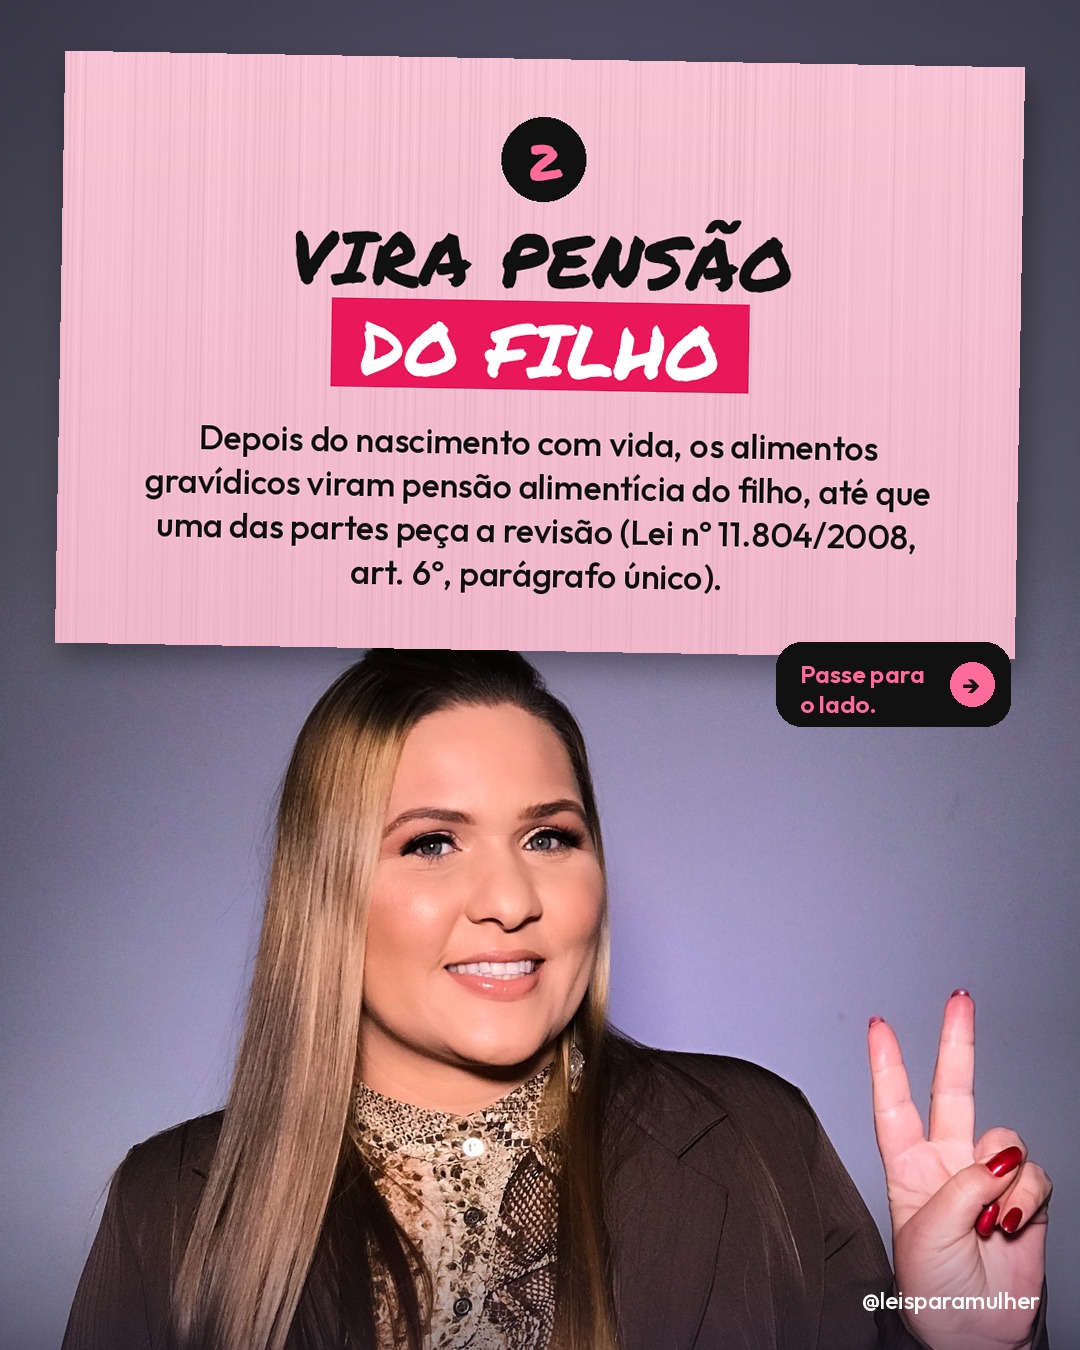 2
VIRA PENSÃO
DO FILHO
Depois do nascimento com vida, os alimentos
gravídicos viram pensão alimentícia do filho, até que
uma das partes peça a revisão (Lei nº 11.804/2008,
art. 6º, parágrafo único).
Passe para
o lado.
@leisparamulher